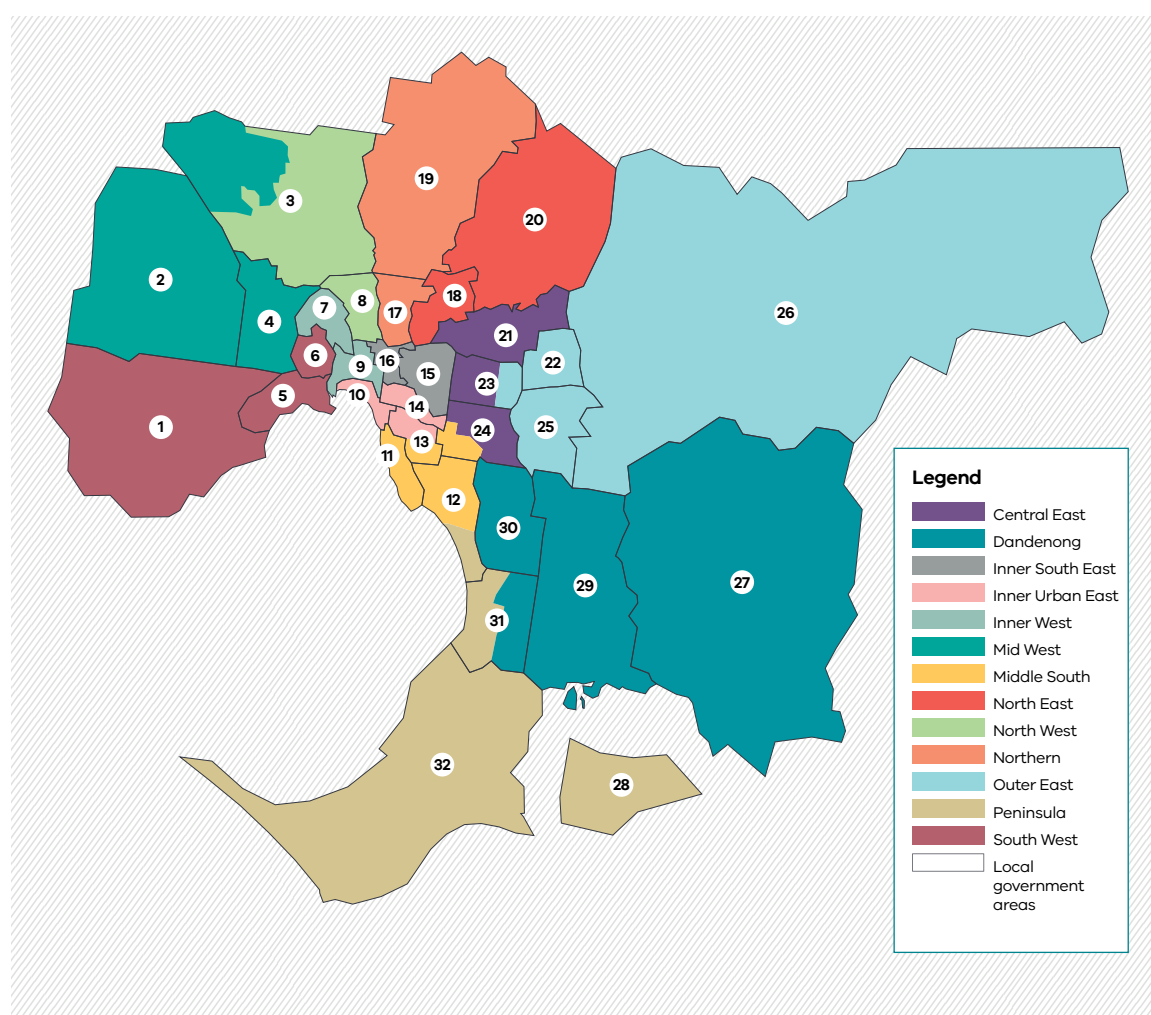 19
3
20
2
8
18
7
17
26
4
21
6
16
22
9
15
23
5
10
14
1
25
24
13
11
12
30
27
29
31
32
28
Legend
Central East
Dandenong
Inner South East
Inner Urban East
Inner West
Mid West
Middle South
North East
North West
Northern
Outer East
Peninsula
South West
Local
government
areas